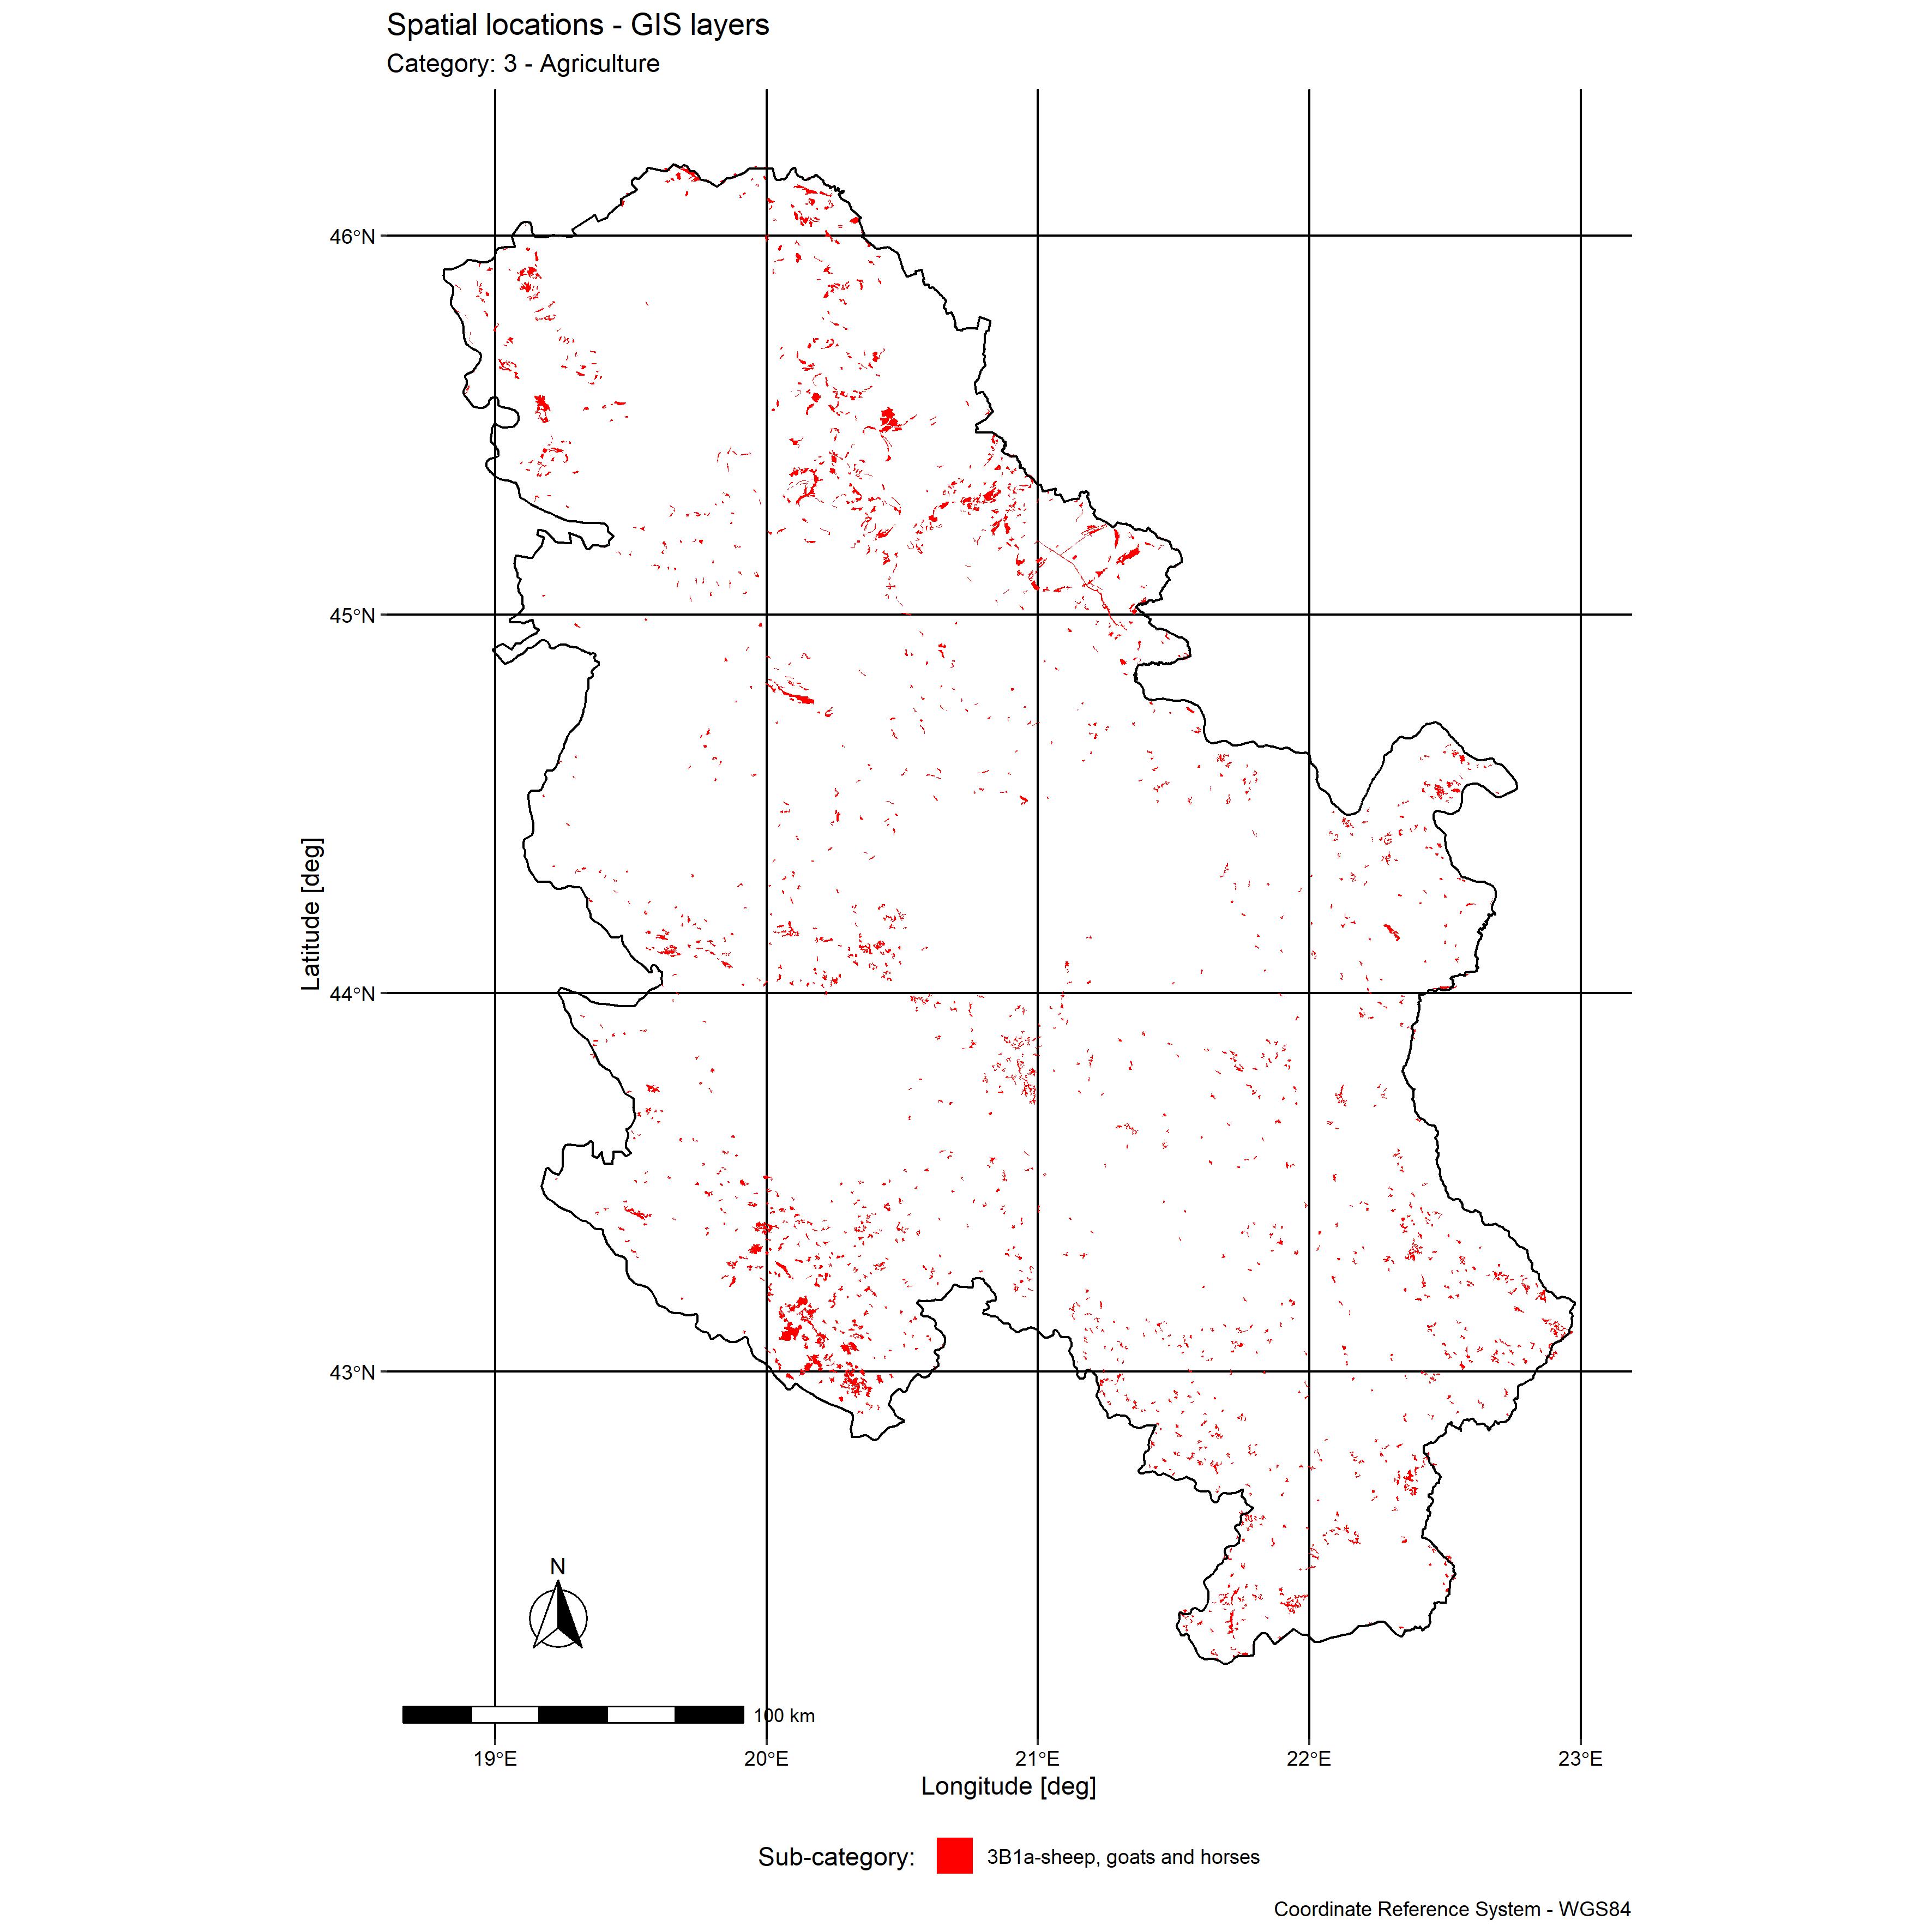 Spatial locations - GIS layers
Category: 3 - Agriculture
46°N
45°N
44°N
43°N
Latitude [deg]
N
100 km
19°E 20°E 21°E 22°E 23°E
Longitude [deg]
Sub-category: 3B1a-sheep, goats and horses
Coordinate Reference System - WGS84